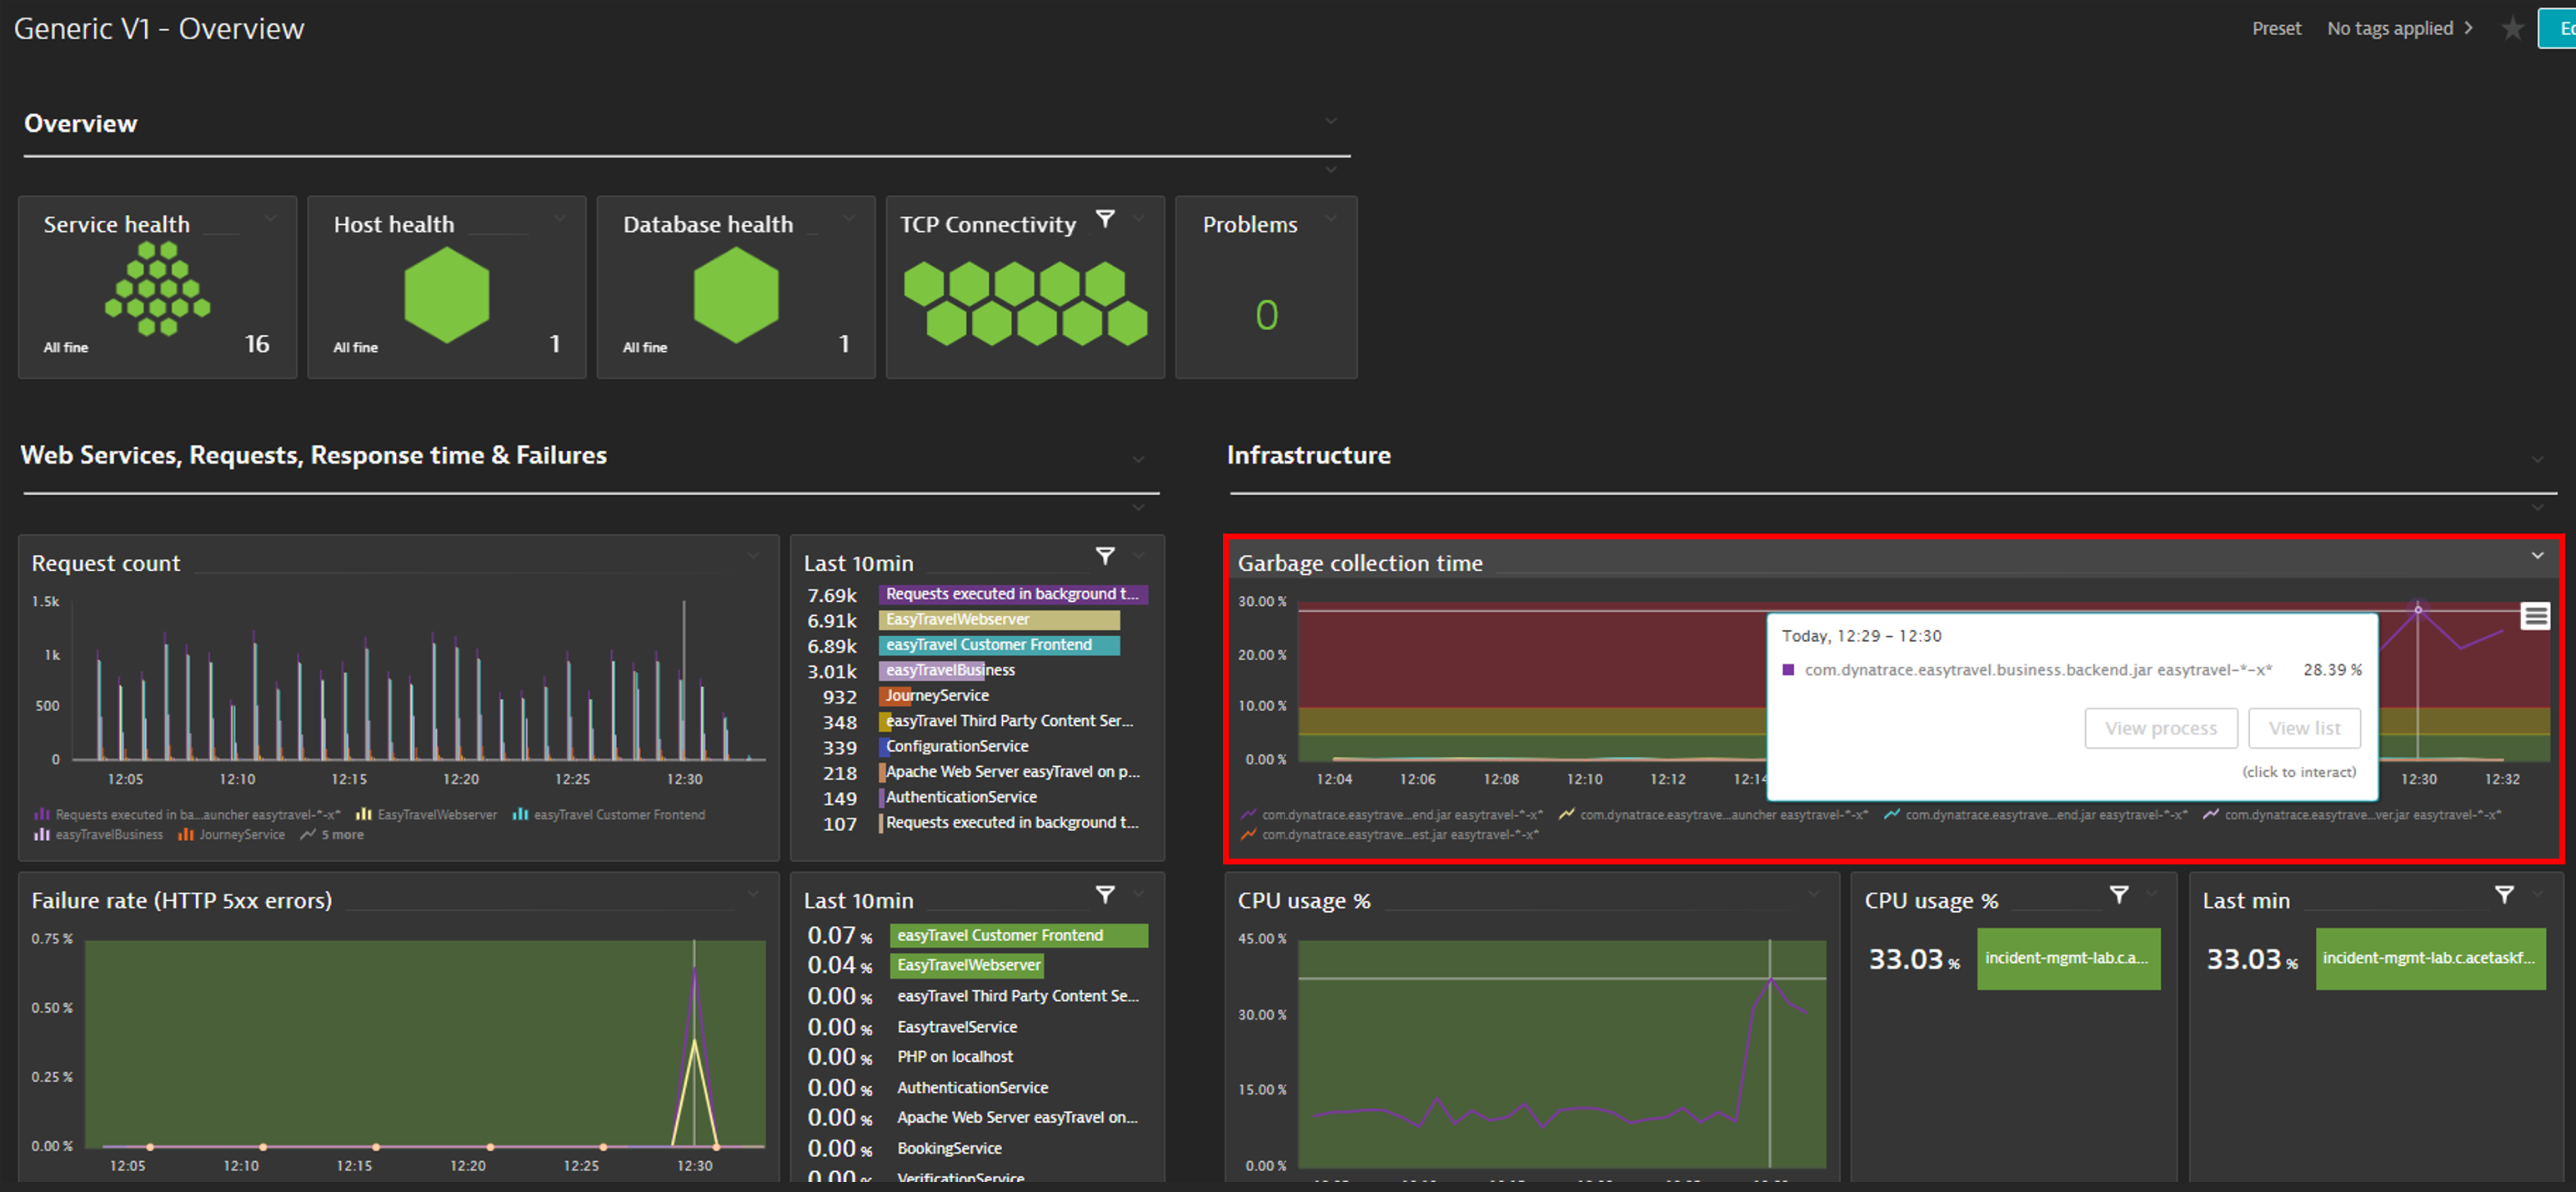 Generic V1 - Overview
Preset No tags applied
Overview
Service health
All fine 16
Host health
All fine 1
Database health
All fine 1
TCP Connectivity
Problems
0
Web Services, Requests, Response time & Failures
Request count
1.5k
1k
500
0
12:05 12:10 12:15 12:20 12:25 12:30
Requests executed in ba...auncher easytravel-*-x* EasyTravelWebserver easyTravel Customer Frontend
easyTravelBusiness JourneyService 5 more
Last 10min
7.69k Requests executed in background t...
6.91k EasyTravelWebserver
6.89k easyTravel Customer Frontend
3.01k easyTravelBusiness
932 JourneyService
348 easyTravel Third Party Content Ser...
339 ConfigurationService
218 Apache Web Server easyTravel on p...
149 AuthenticationService
107 Requests executed in background t...
Failure rate (HTTP 5xx errors)
0.75 %
0.50 %
0.25 %
0.00 %
12:05 12:10 12:15 12:20 12:25 12:30
Last 10min
0.07 % easyTravel Customer Frontend
0.04 % EasyTravelWebserver
0.00 % easyTravel Third Party Content Se...
0.00 % EasytravelService
0.00 % PHP on localhost
0.00 % AuthenticationService
0.00 % Apache Web Server easyTravel on...
0.00 % BookingService
0.00 % VerificationService
Infrastructure
Garbage collection time
30.00 %
20.00 %
10.00 %
0.00 %
12:04 12:06 12:08 12:10 12:12 12:14 12:30 12:32
Today, 12:29 - 12:30
com.dynatrace.easytravel.business.backend.jar easytravel-*-x* 28.39 %
View process View list
(click to interact)
com.dynatrace.easytrave...end.jar easytravel-*-x* com.dynatrace.easytrave...auncher easytravel-*-x* com.dynatrace.easytrave...end.jar easytravel-*-x* com.dynatrace.easytrave...ver.jar easytravel-*-x*
com.dynatrace.easytrave...est.jar easytravel-*-x*
CPU usage %
45.00 %
30.00 %
15.00 %
0.00 %
CPU usage %
33.03 % incident-mgmt-lab.c.a...
Last min
33.03 % incident-mgmt-lab.c.acetaskf...